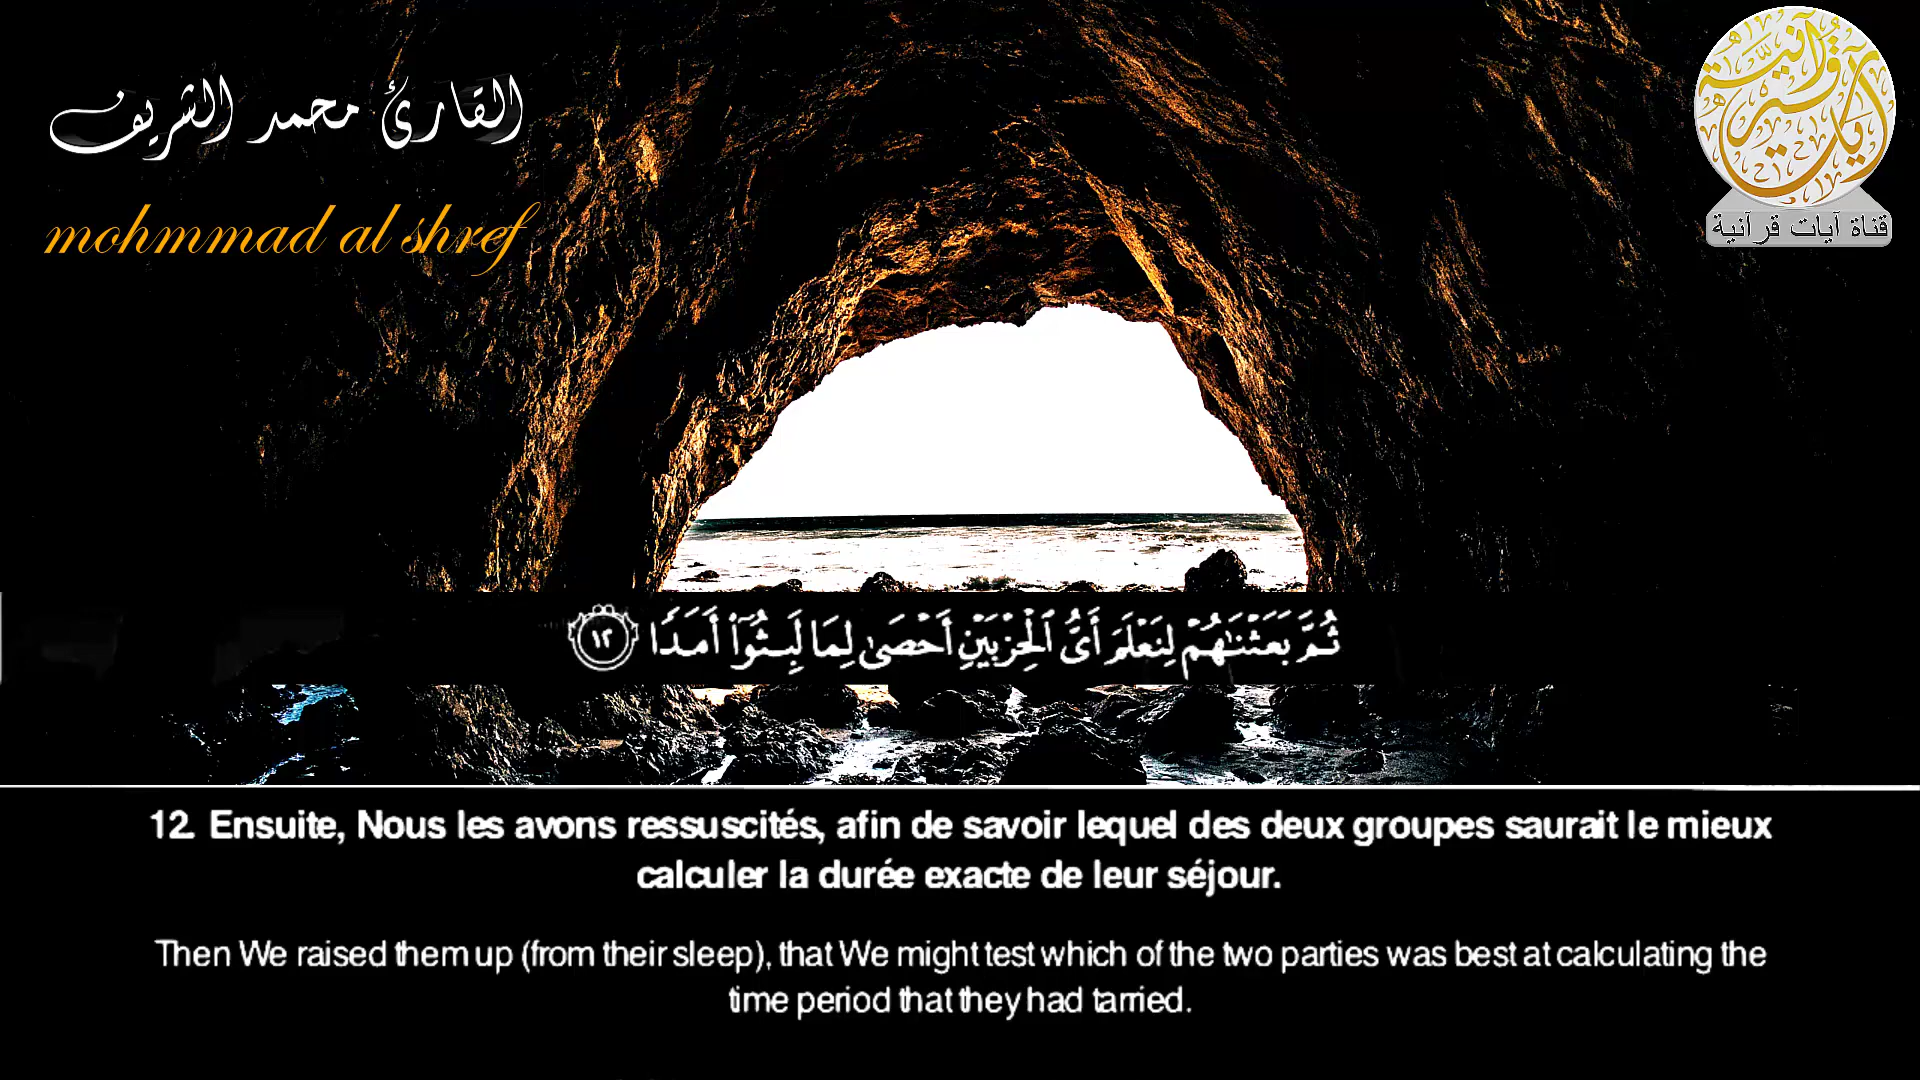 القارئ محمد الشريف
mohmmad al shref
آيات قرآنية
قناة آيات قرآنية
ثُمَّ بَعَثْنَٰهُمْ لِنَعْلَمَ أَىُّ ٱلْحِزْبَيْنِ أَحْصَىٰ لِمَا لَبِثُوٓا۟ أَمَدًا ١٢
12. Ensuite, Nous les avons ressuscités, afin de savoir lequel des deux groupes saurait le mieux
calculer la durée exacte de leur séjour.
Then We raised them up (from their sleep), that We might test which of the two parties was best at calculating the
time period that they had tarried.